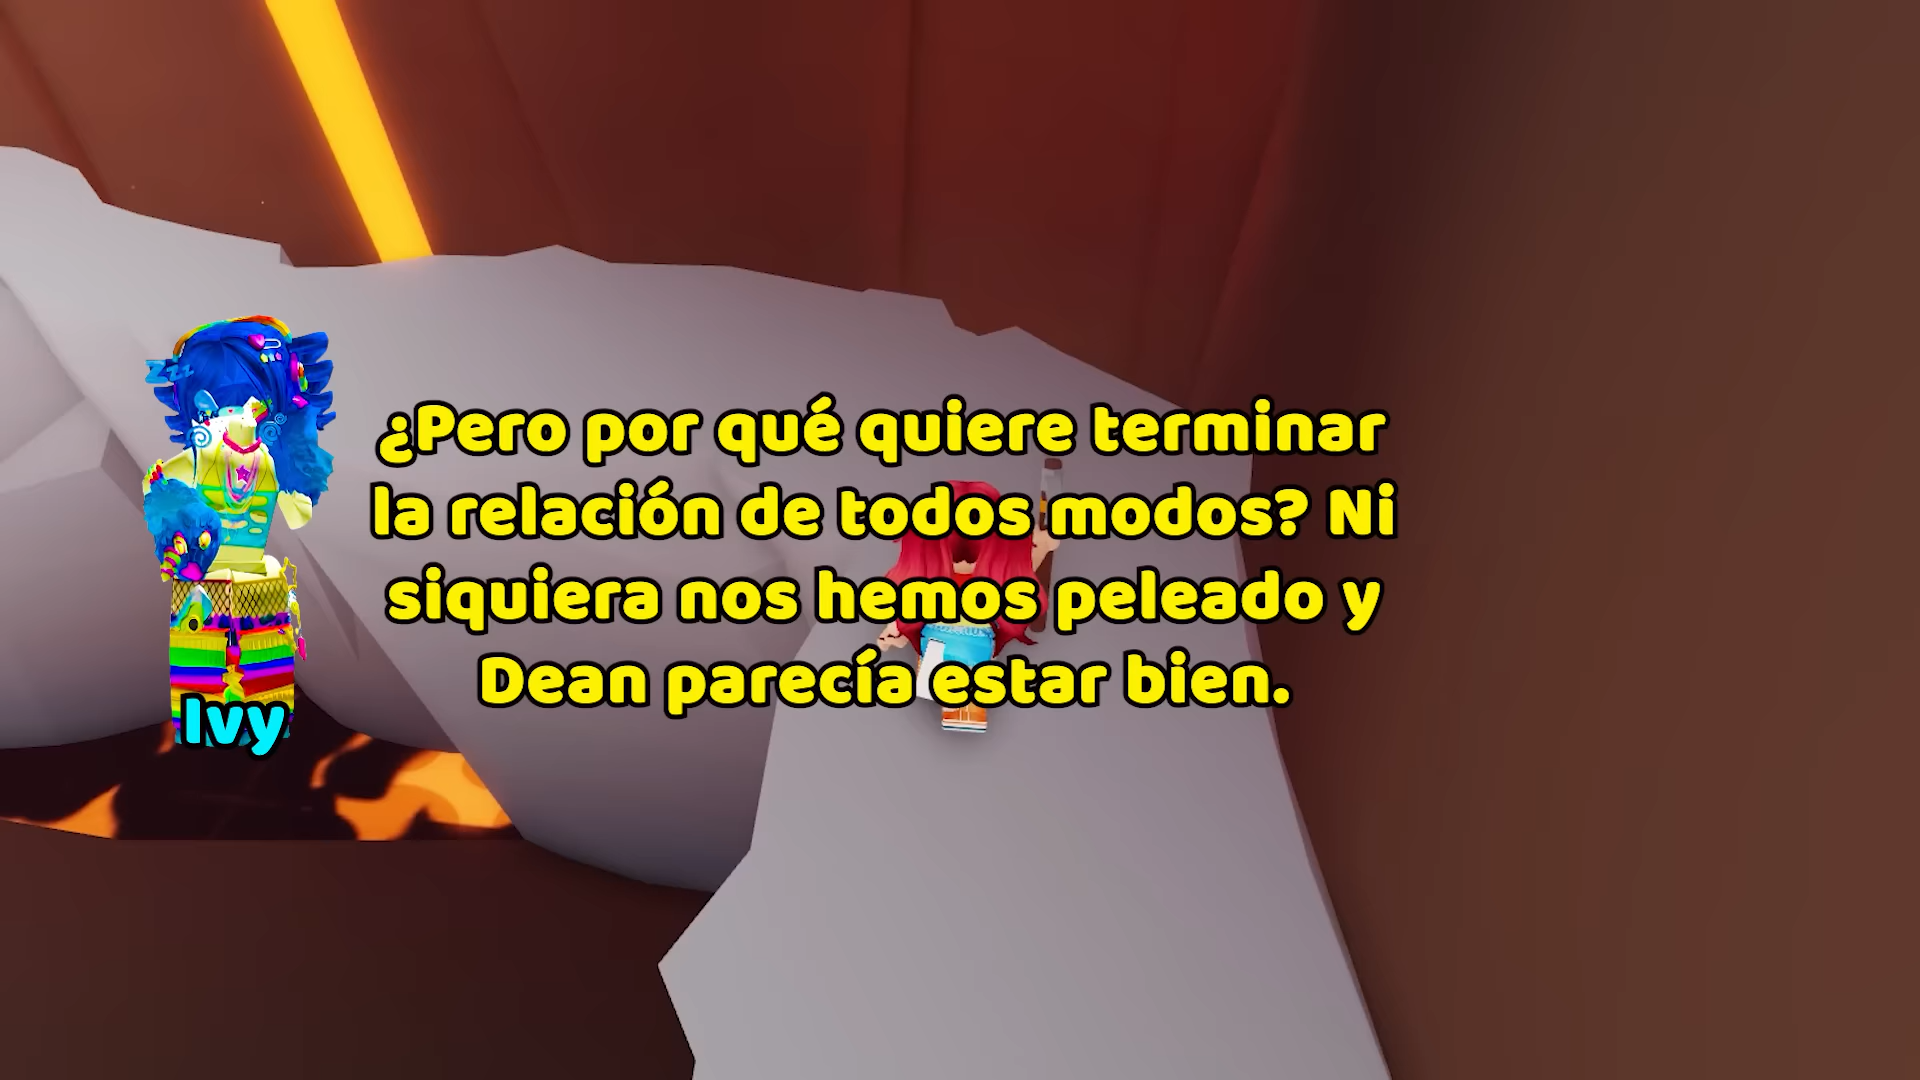 Zzz
¿Pero por qué quiere terminar
la relación de todos modos? Ni
siquiera nos hemos peleado y
Dean parecía estar bien.
Ivy